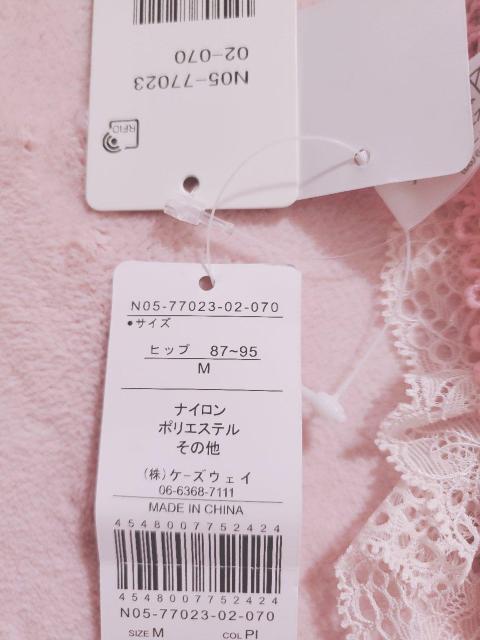 N05-77023
02-070
RFID
N05-77023-02-070
●サイズ
ヒップ 87~95
M
ナイロン
ポリエステル
その他
(株)ケーズウェイ
06-6368-7111
MADE IN CHINA
4548007752424
4548007752424
N05-77023-02-070
SIZE M COL PI